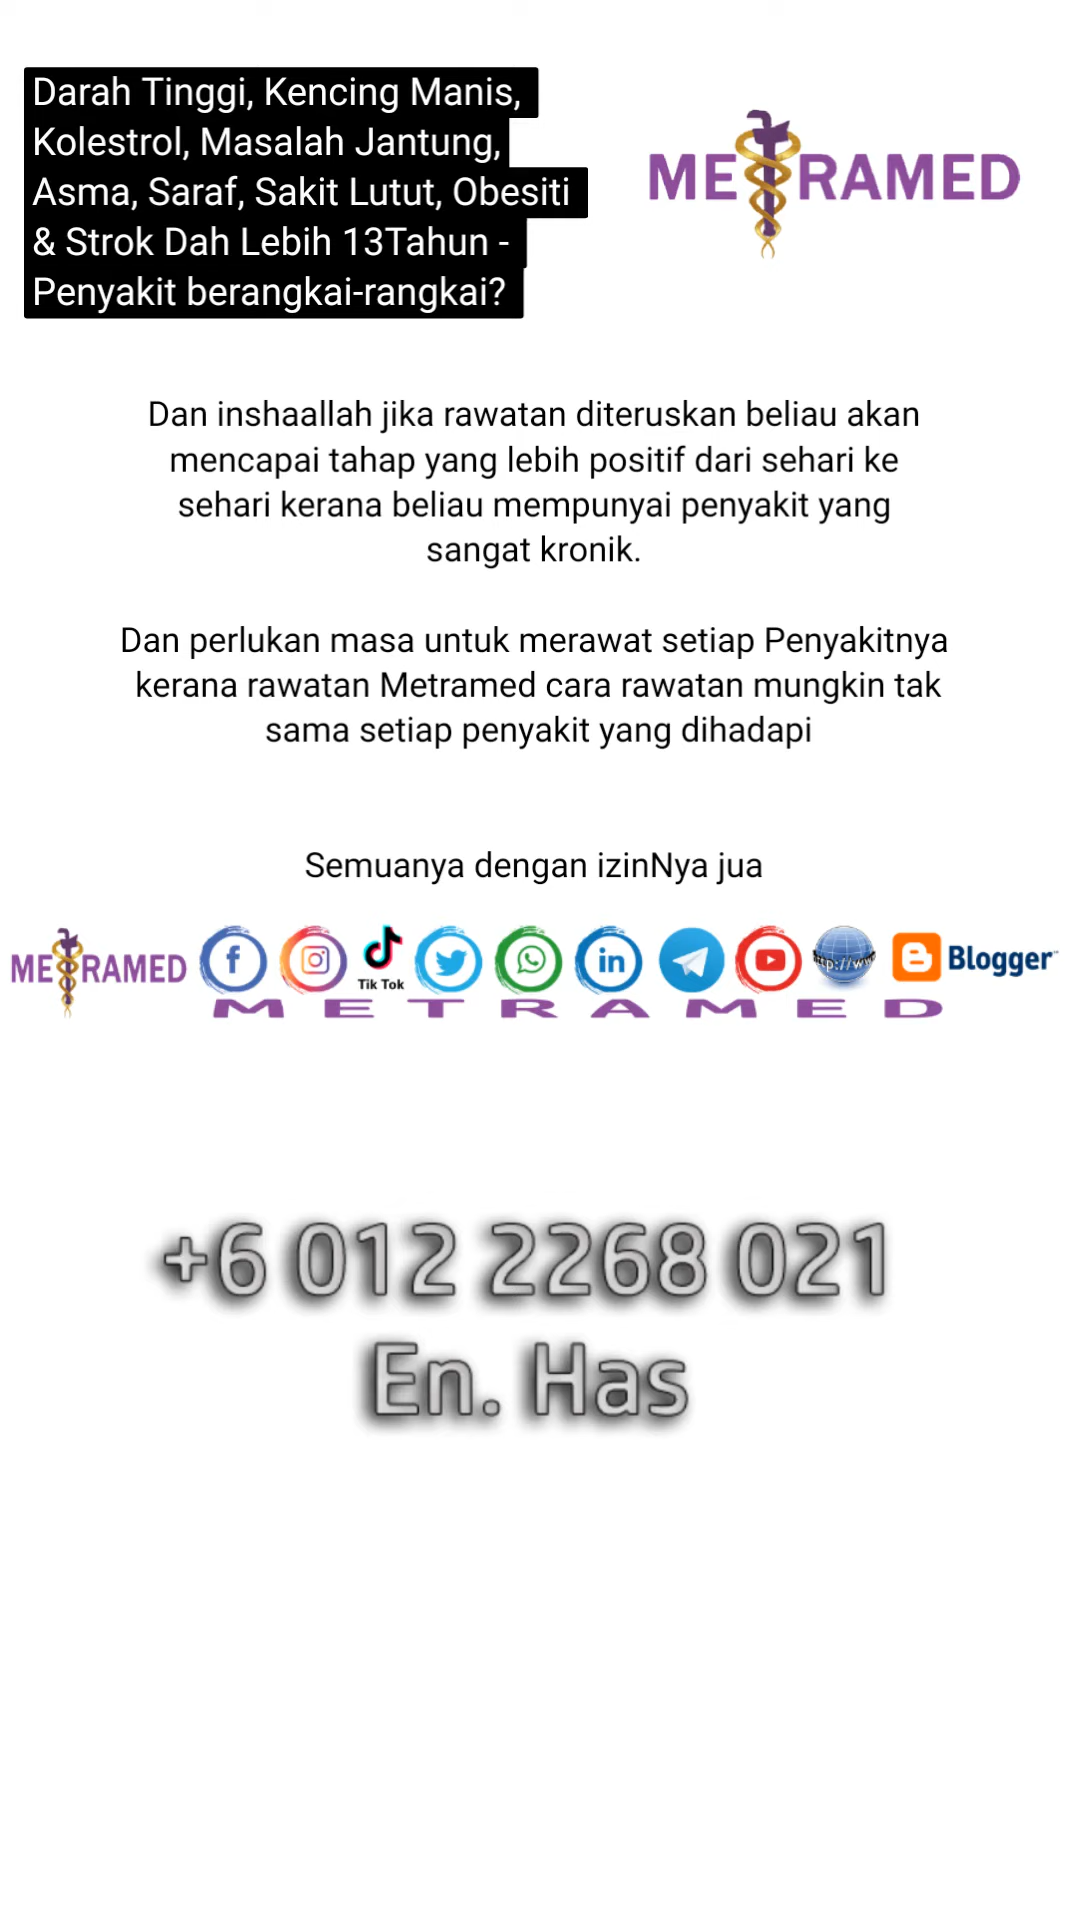 Darah Tinggi, Kencing Manis,
Kolestrol, Masalah Jantung,
Asma, Saraf, Sakit Lutut, Obesiti
& Strok Dah Lebih 13Tahun -
Penyakit berangkai-rangkai?
METRAMED
Dan inshaallah jika rawatan diteruskan beliau akan
mencapai tahap yang lebih positif dari sehari ke
sehari kerana beliau mempunyai penyakit yang
sangat kronik.
Dan perlukan masa untuk merawat setiap Penyakitnya
kerana rawatan Metramed cara rawatan mungkin tak
sama setiap penyakit yang dihadapi
Semuanya dengan izinNya jua
METRAMED
Tik Tok
http://www
Blogger
METRAMED
+6 012 2268 021
En. Has